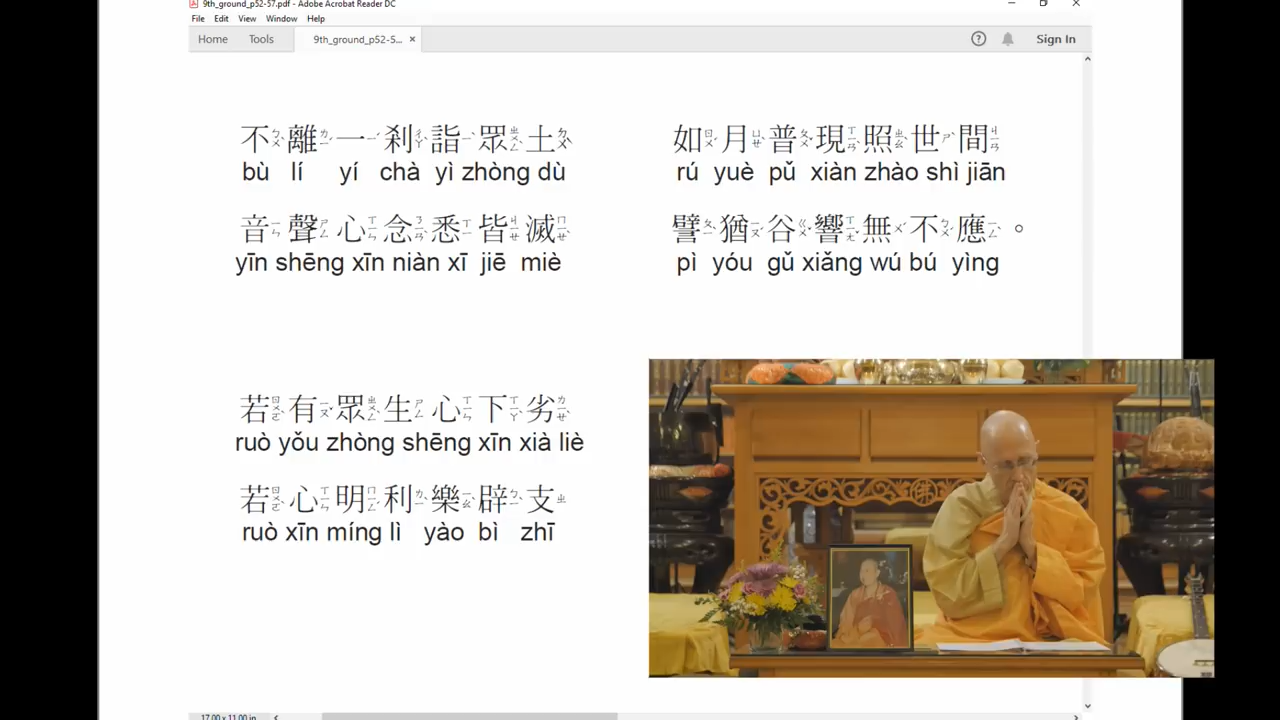 9th_ground_p52-57.pdf - Adobe Acrobat Reader DC
File Edit View Window Help
Home Tools 9th_ground_p52-5... × Sign In
不離一剎詣眾土
bù lí yí chà yì zhòng dù
音聲心念悉皆滅
yīn shēng xīn niàn xī jiē miè
如月普現照世間
rú yuè pǔ xiàn zhào shì jiān
譬猶谷響無不應。
pì yóu gǔ xiǎng wú bú yìng
若有眾生心下劣
ruò yǒu zhòng shēng xīn xià liè
若心明利樂辟支
ruò xīn míng lì yào bì zhī
17.00 x 11.00 in